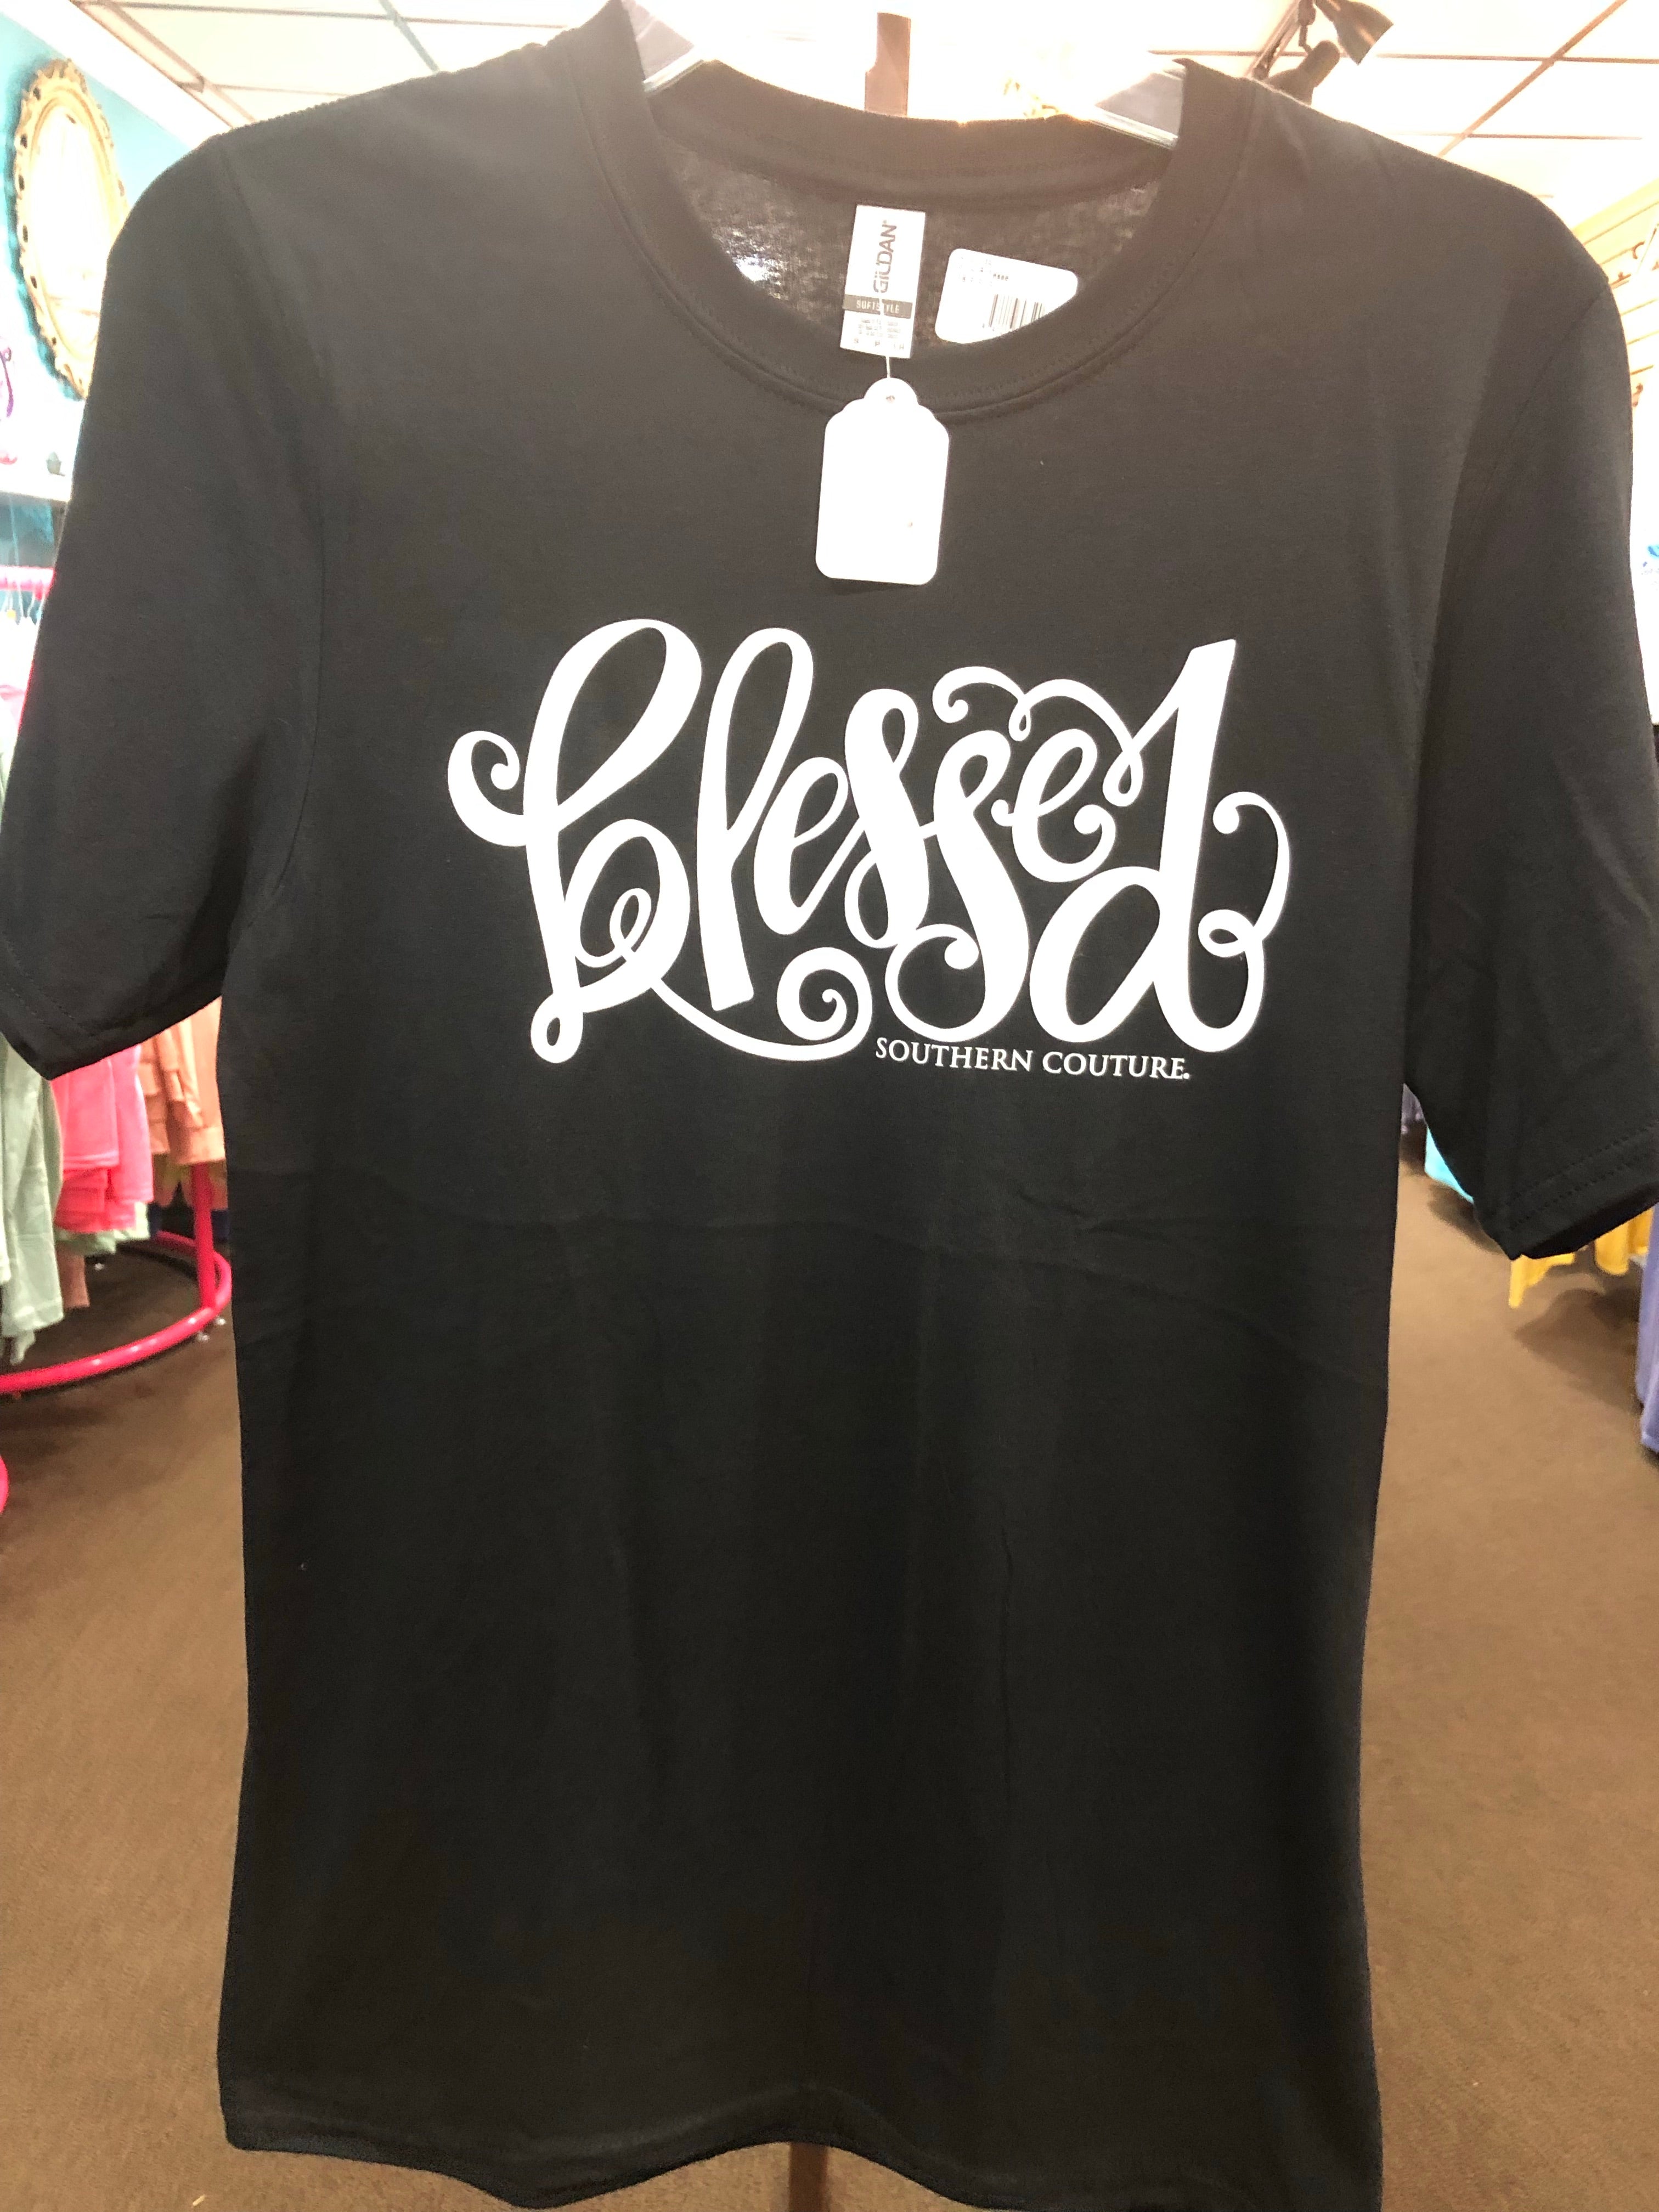 GILDAN®
SOFTSTYLE
blessed
SOUTHERN COUTURE.